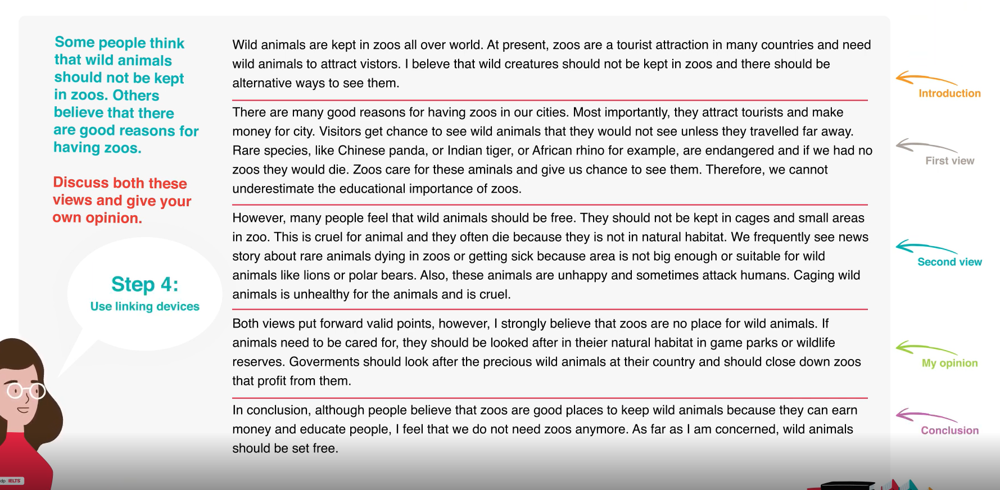 Some people think
that wild animals
should not be kept
in zoos. Others
believe that there
are good reasons for
having zoos.
Discuss both these
views and give your
own opinion.
Step 4:
Use linking devices
Wild animals are kept in zoos all over world. At present, zoos are a tourist attraction in many countries and need
wild animals to attract vistors. I beleve that wild creatures should not be kept in zoos and there should be
alternative ways to see them.
Introduction
There are many good reasons for having zoos in our cities. Most importantly, they attract tourists and make
money for city. Visitors get chance to see wild animals that they would not see unless they travelled far away.
Rare species, like Chinese panda, or Indian tiger, or African rhino for example, are endangered and if we had no
zoos they would die. Zoos care for these aminals and give us chance to see them. Therefore, we cannot
underestimate the educational importance of zoos.
First view
However, many people feel that wild animals should be free. They should not be kept in cages and small areas
in zoo. This is cruel for animal and they often die because they is not in natural habitat. We frequently see news
story about rare animals dying in zoos or getting sick because area is not big enough or suitable for wild
animals like lions or polar bears. Also, these animals are unhappy and sometimes attack humans. Caging wild
animals is unhealthy for the animals and is cruel.
Second view
Both views put forward valid points, however, I strongly believe that zoos are no place for wild animals. If
animals need to be cared for, they should be looked after in theier natural habitat in game parks or wildlife
reserves. Goverments should look after the precious wild animals at their country and should close down zoos
that profit from them.
My opinion
In conclusion, although people believe that zoos are good places to keep wild animals because they can earn
money and educate people, I feel that we do not need zoos anymore. As far as I am concerned, wild animals
should be set free.
Conclusion
dp IELTS